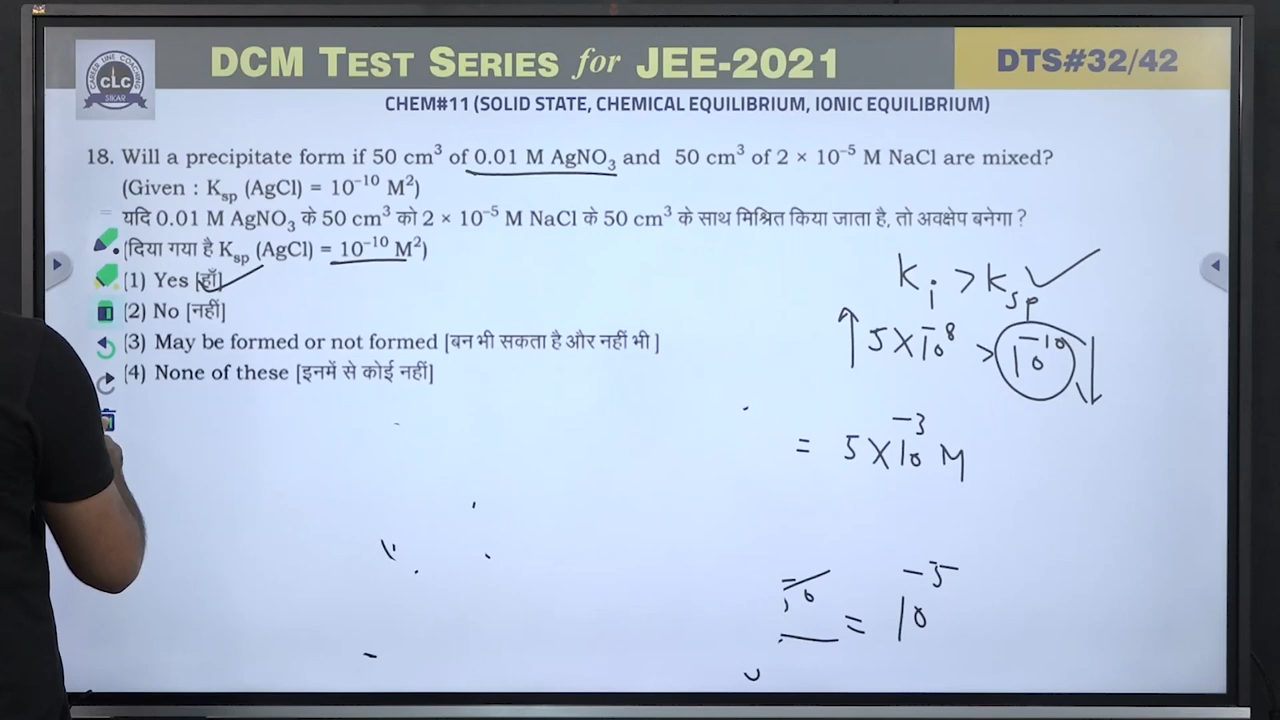 DCM TEST SERIES for JEE-2021
DTS#32/42
CAREER LINE COACHING
CLC
SIKAR
CHEM#11 (SOLID STATE, CHEMICAL EQUILIBRIUM, IONIC EQUILIBRIUM)
18. Will a precipitate form if 50 cm³ of 0.01 M AgNO₃ and 50 cm³ of 2 × 10⁻⁵ M NaCl are mixed?
(Given : Kₛₚ (AgCl) = 10⁻¹⁰ M²)
यदि 0.01 M AgNO₃ के 50 cm³ को 2 × 10⁻⁵ M NaCl के 50 cm³ के साथ मिश्रित किया जाता है, तो अवक्षेप बनेगा ?
(दिया गया है Kₛₚ (AgCl) = 10⁻¹⁰ M²)
(1) Yes [हाँ]
(2) No [नहीं]
(3) May be formed or not formed [बन भी सकता है और नहीं भी ]
(4) None of these [इनमें से कोई नहीं]
Kᵢ > Kₛₚ
5 × 10⁻⁸ > 10⁻¹⁰
= 5 × 10⁻³ M
= 10⁻⁵